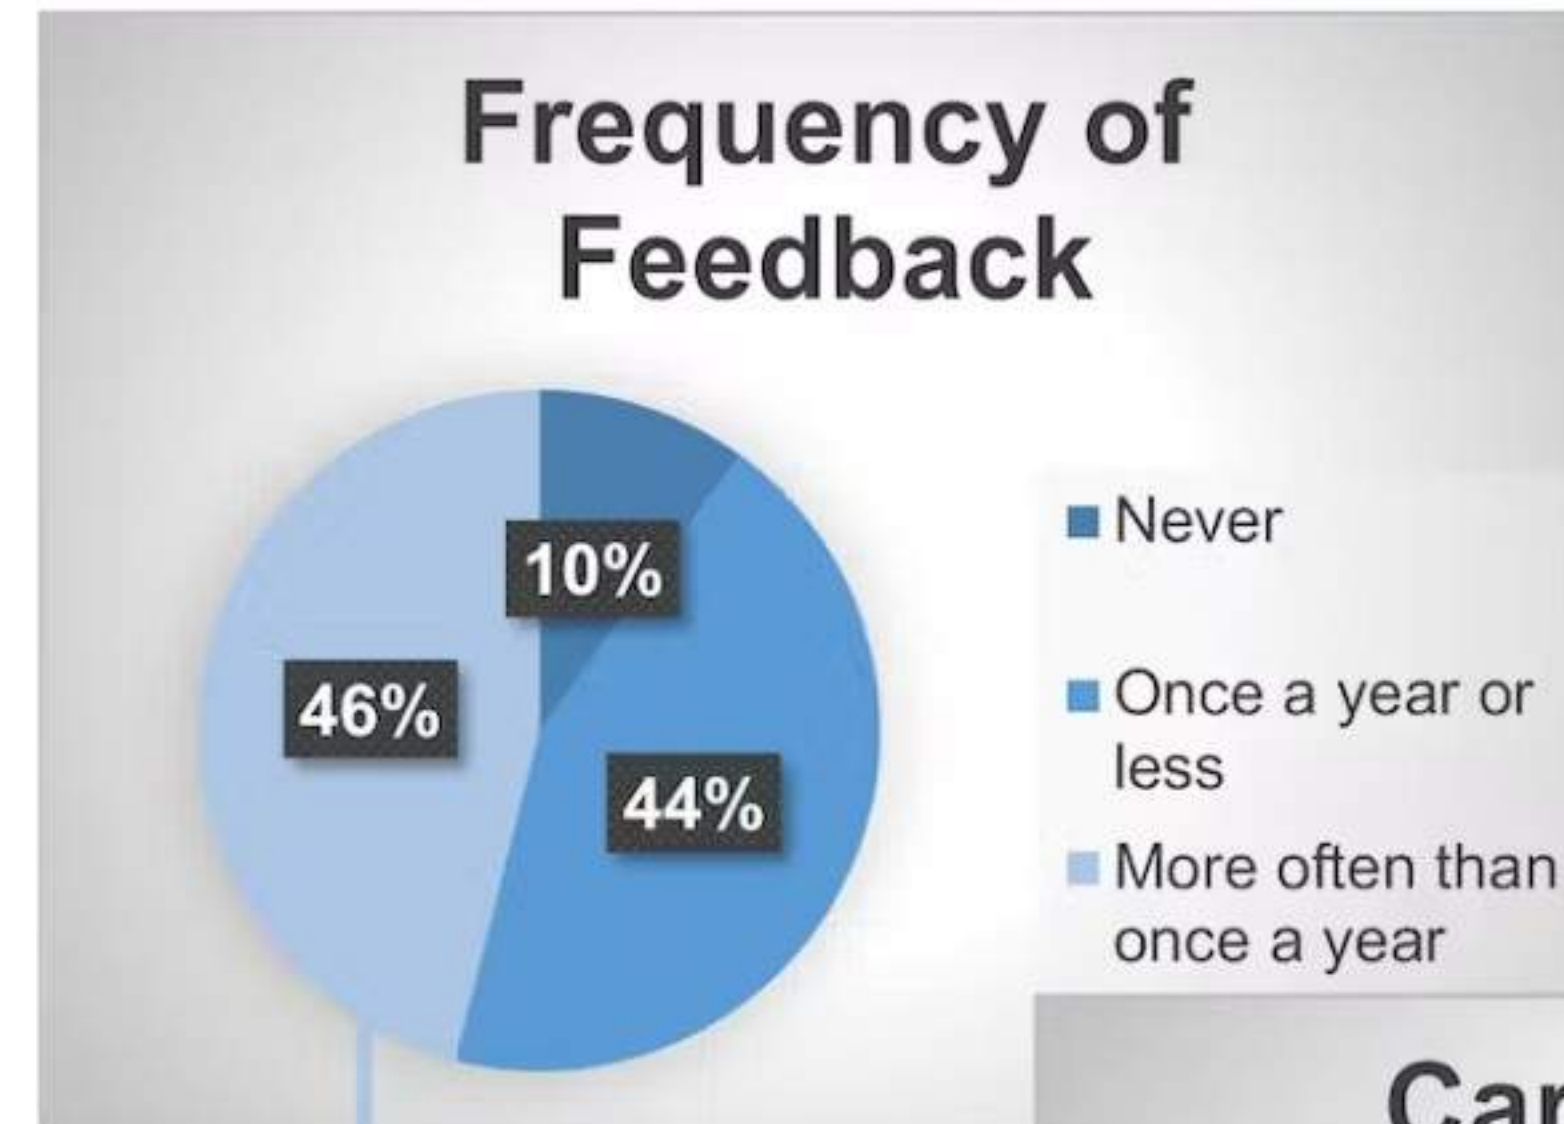 Frequency of
Feedback
10%
46%
44%
Never
Once a year or
less
More often than
once a year